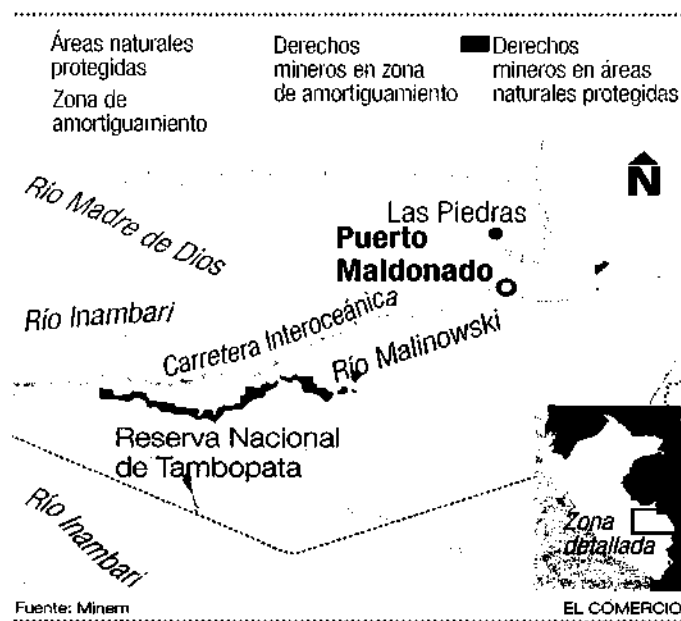 Áreas naturales
protegidas
Zona de
amortiguamiento
Derechos
mineros en zona
de amortiguamiento
Derechos
mineros en áreas
naturales protegidas
N
Río Madre de Dios
Las Piedras
Puerto
Maldonado
Río Inambari
Carretera Interoceánica
Río Malinowski
Reserva Nacional
de Tambopata
Río Inambari
Zona
detallada
Fuente: Minem
EL COMERCIO